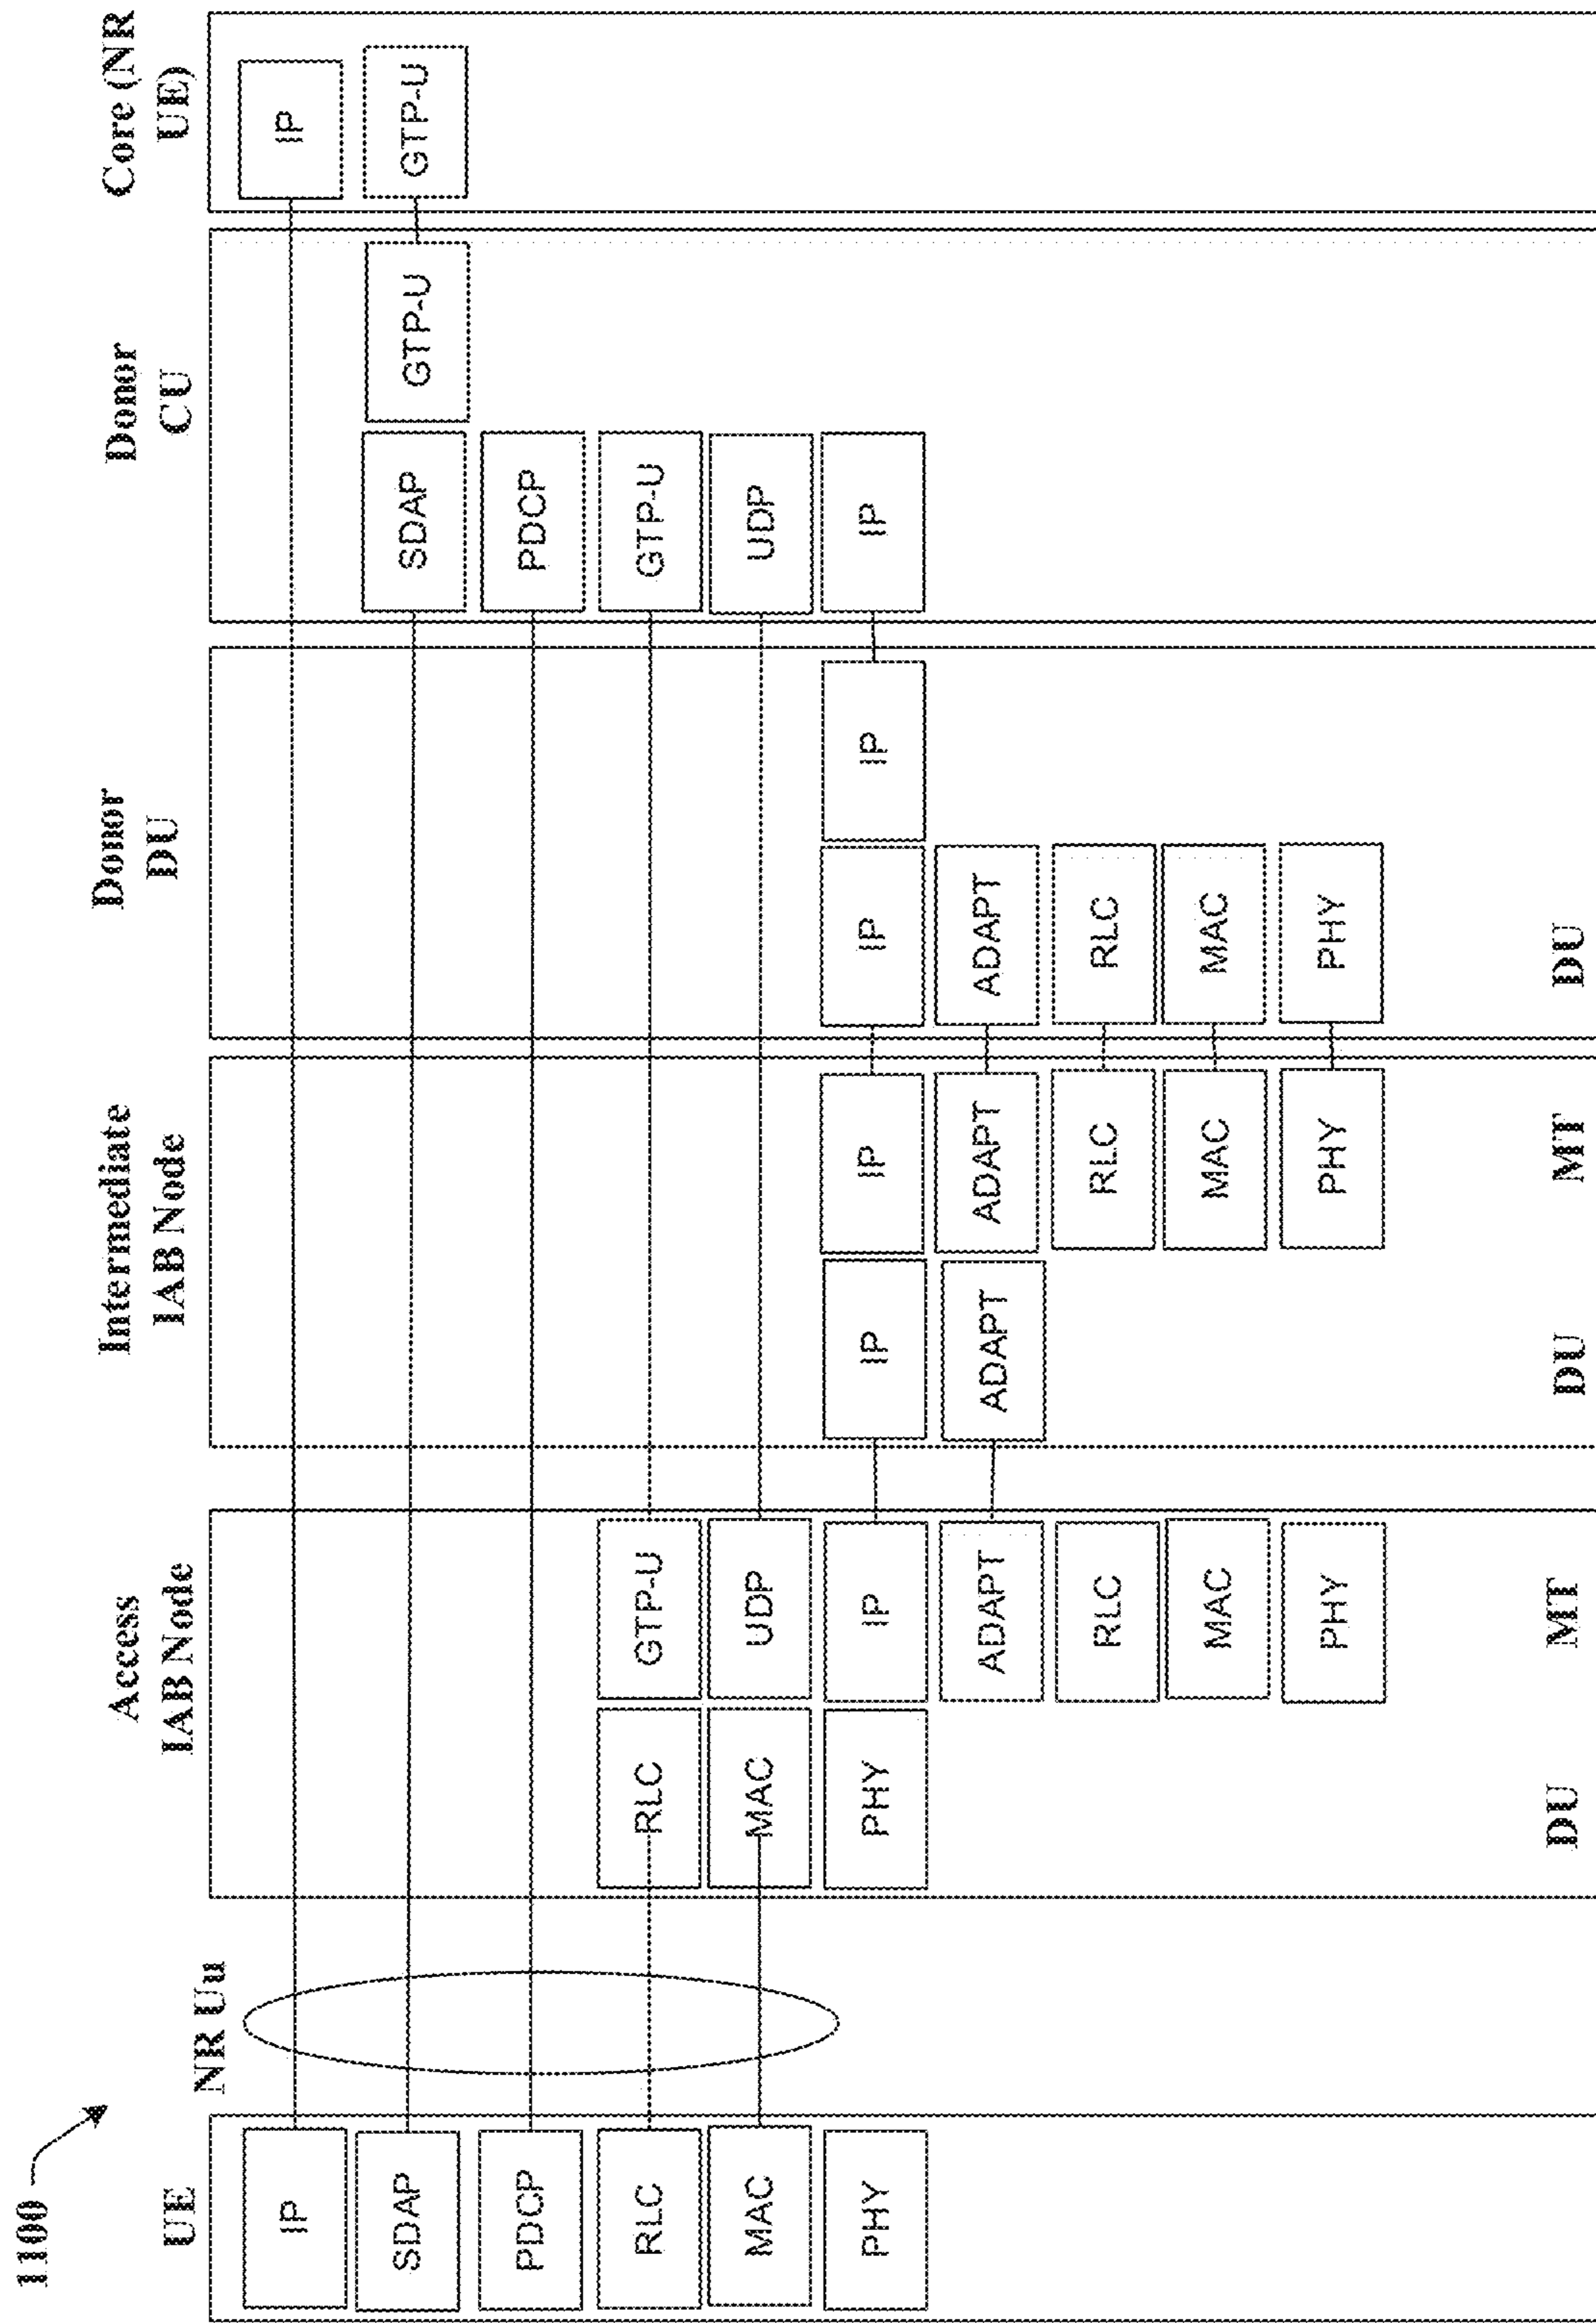 1100
UE
IP
SDAP
PDCP
RLC
MAC
PHY
NR Uu
Access
IAB Node
RLC
MAC
PHY
DU
GTP-U
UDP
IP
ADAPT
RLC
MAC
PHY
MT
Intermediate
IAB Node
IP
ADAPT
DU
IP
ADAPT
RLC
MAC
PHY
MT
Donor
DU
IP
ADAPT
RLC
MAC
PHY
DU
IP
Donor
CU
SDAP
PDCP
GTP-U
UDP
IP
GTP-U
Core (NR
UE)
IP
GTP-U